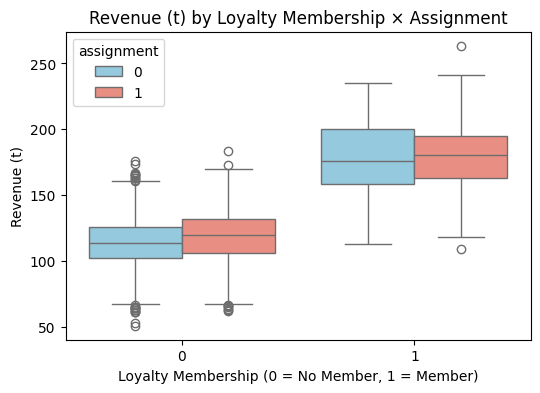 Revenue (t) by Loyalty Membership × Assignment
assignment
0
1
250
200
150
100
50
Revenue (t)
0 1
Loyalty Membership (0 = No Member, 1 = Member)